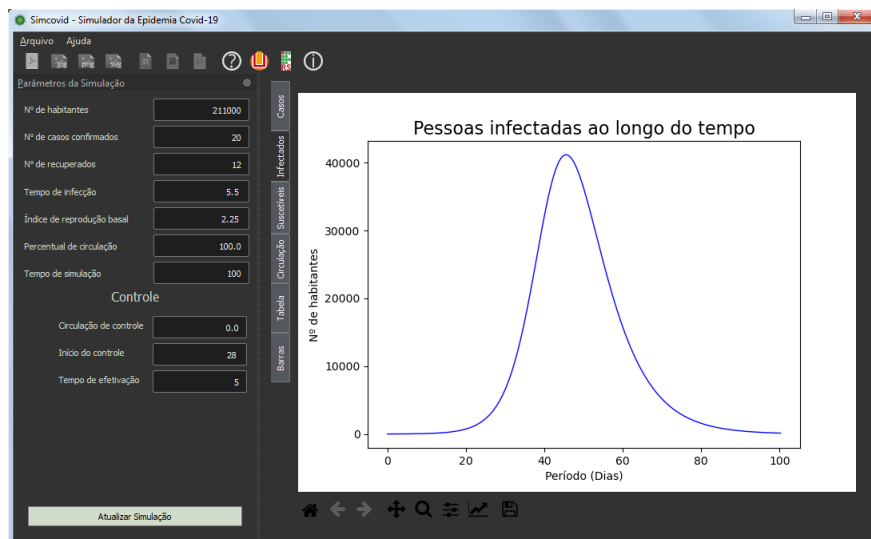 Simcovid - Simulador da Epidemia Covid-19
Arquivo Ajuda
jpg png svg
RS
Parâmetros da Simulação
Nº de habitantes 211000
Nº de casos confirmados 20
Nº de recuperados 12
Tempo de infecção 5.5
Índice de reprodução basal 2.25
Percentual de circulação 100.0
Tempo de simulação 100
Controle
Circulação de controle 0.0
Início do controle 28
Tempo de efetivação 5
Atualizar Simulação
Casos
Infectados
Suscetíveis
Circulação
Tabela
Barras
Pessoas infectadas ao longo do tempo
Nº de habitantes
40000
30000
20000
10000
0
0 20 40 60 80 100
Período (Dias)